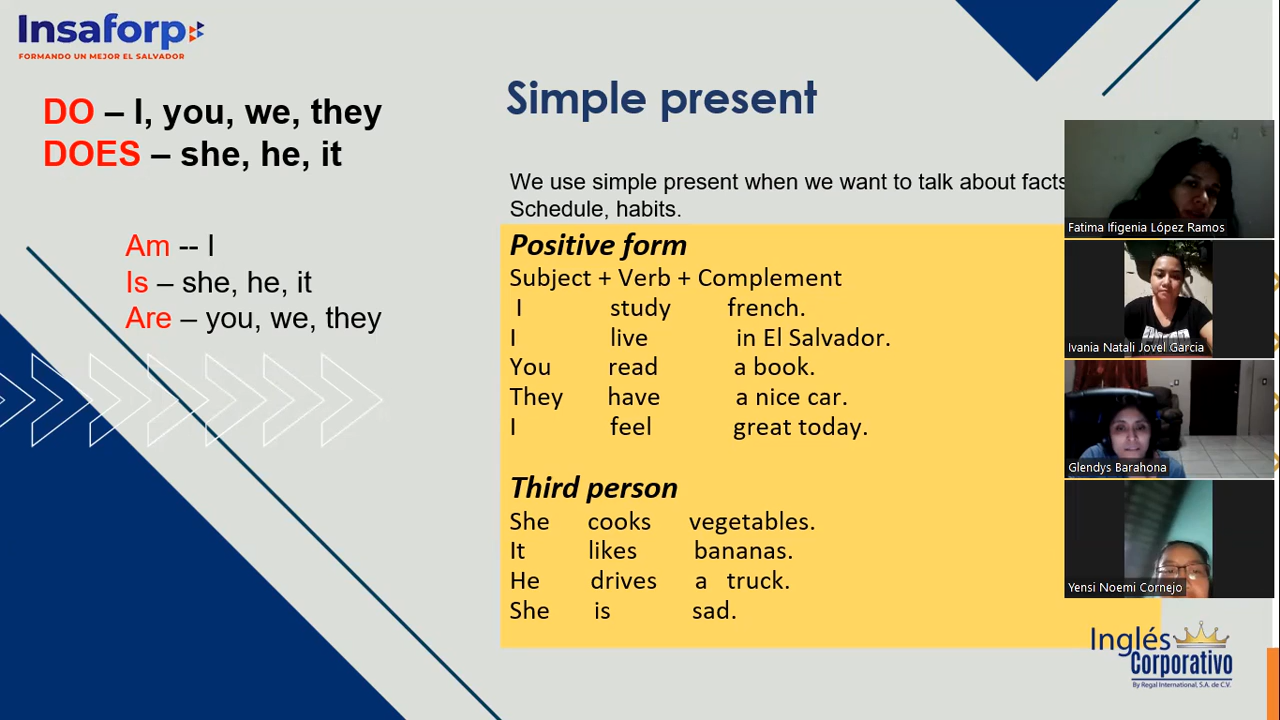 Insaforp
FORMANDO UN MEJOR EL SALVADOR
DO – I, you, we, they
DOES – she, he, it
Am -- I
Is – she, he, it
Are – you, we, they
Simple present
We use simple present when we want to talk about facts
Schedule, habits.
Positive form
Subject + Verb + Complement
I study french.
I live in El Salvador.
You read a book.
They have a nice car.
I feel great today.
Third person
She cooks vegetables.
It likes bananas.
He drives a truck.
She is sad.
Fatima Ifigenia López Ramos
Ivania Natali Jovel Garcia
Glendys Barahona
Yensi Noemi Cornejo
Inglés
Corporativo
By Regal International, S.A. de C.V.